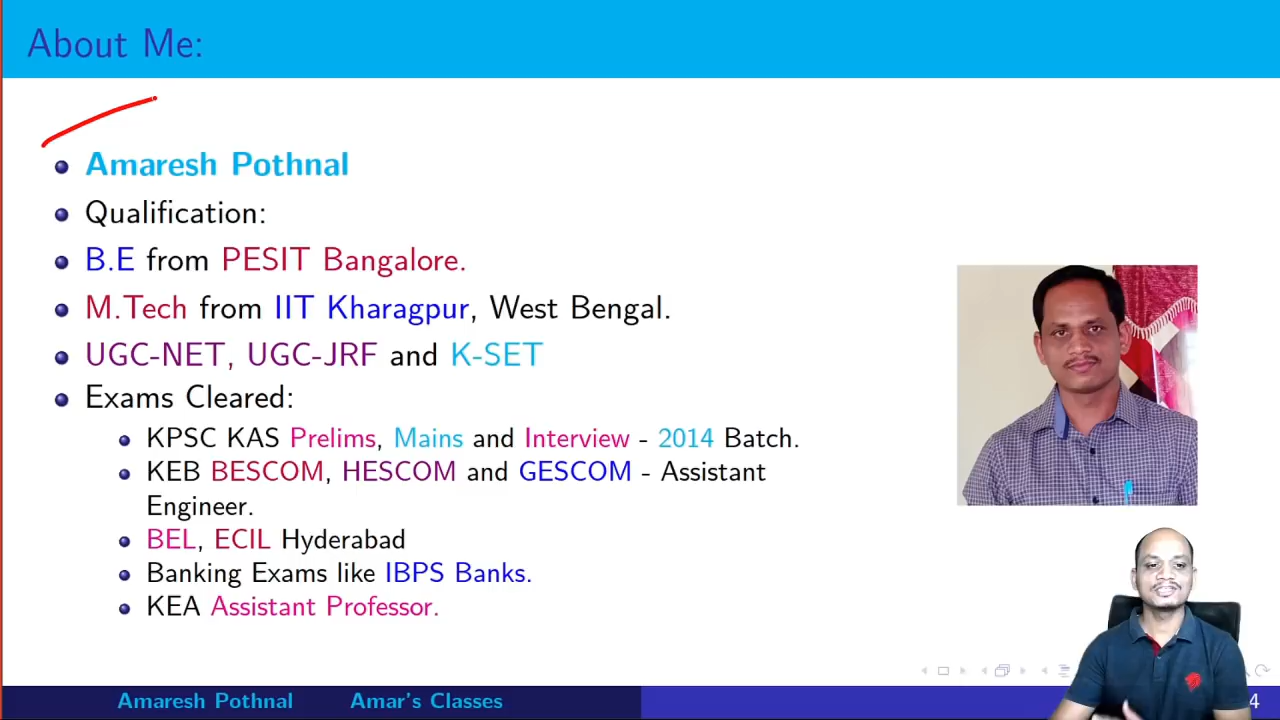 About Me:
Amaresh Pothnal
Qualification:
B.E from PESIT Bangalore.
M.Tech from IIT Kharagpur, West Bengal.
UGC-NET, UGC-JRF and K-SET
Exams Cleared:
KPSC KAS Prelims, Mains and Interview - 2014 Batch.
KEB BESCOM, HESCOM and GESCOM - Assistant
Engineer.
BEL, ECIL Hyderabad
Banking Exams like IBPS Banks.
KEA Assistant Professor.
Amaresh Pothnal Amar's Classes 4